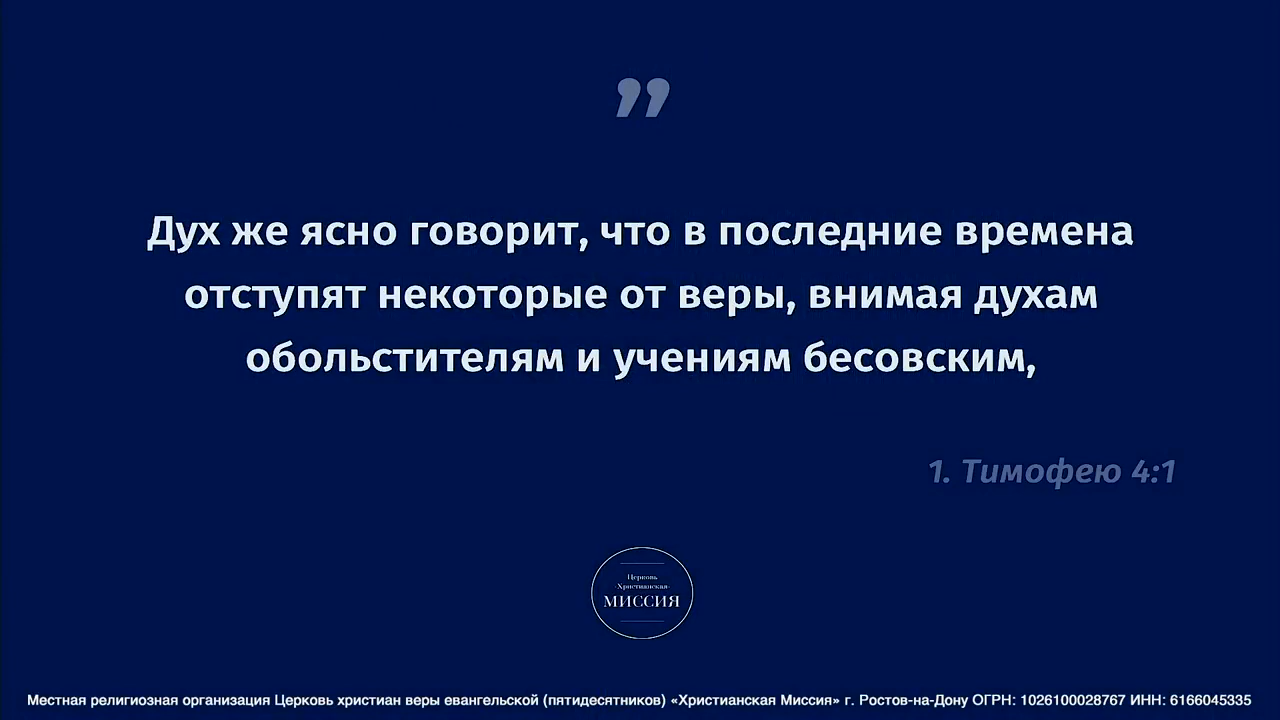 ”
Дух же ясно говорит, что в последние времена
отступят некоторые от веры, внимая духам
обольстителям и учениям бесовским,
1. Тимофею 4:1
Церковь
«Христианская
МИССИЯ
Местная религиозная организация Церковь христиан веры евангельской (пятидесятников) «Христианская Миссия» г. Ростов-на-Дону ОГРН: 1026100028767 ИНН: 6166045335